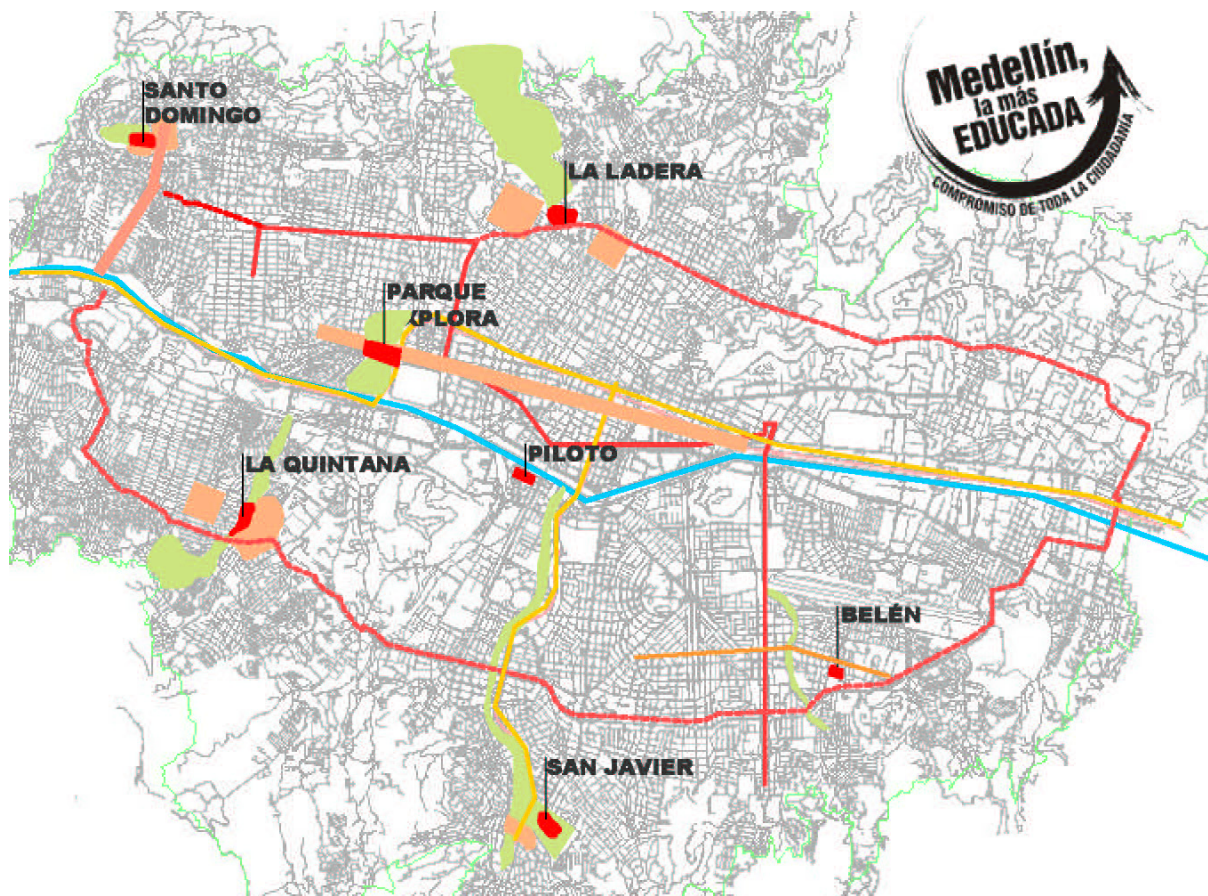 SANTO
DOMINGO
LA LADERA
Medellín,
la más
EDUCADA
COMPROMISO DE TODA LA CIUDADANÍA
PARQUE
XPLORA
LA QUINTANA
PILOTO
BELÉN
SAN JAVIER